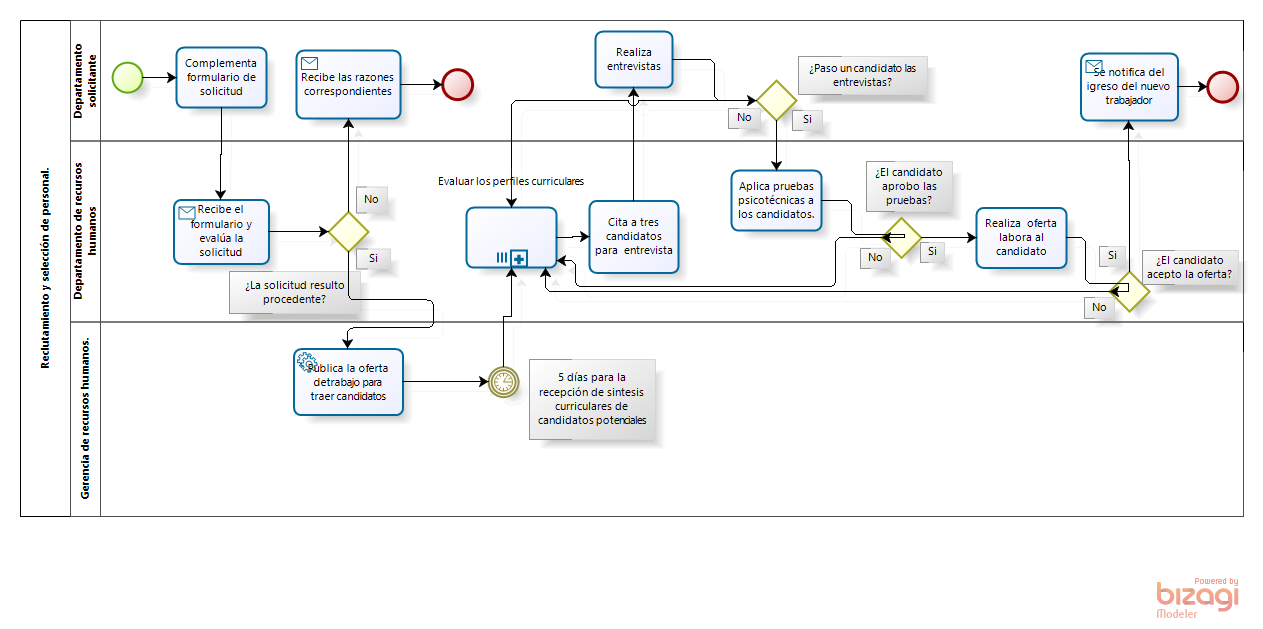 Reclutamiento y selección de personal.
Departamento
solicitante
Complementa
formulario de
solicitud
Recibe las razones
correspondientes
Realiza
entrevistas
¿Paso un candidato las
entrevistas?
No
Si
Se notifica del
igreso del nuevo
trabajador
Departamento de recursos
humanos
Recibe el
formulario y
evalúa la
solicitud
No
Si
¿La solicitud resulto
procedente?
Evaluar los perfiles curriculares
Cita a tres
candidatos
para entrevista
Aplica pruebas
psicotécnicas a
los candidatos.
¿El candidato
aprobo las
pruebas?
No
Si
Realiza oferta
labora al
candidato
Si
¿El candidato
acepto la oferta?
No
Gerencia de recursos humanos.
Publica la oferta
detrabajo para
traer candidatos
5 días para la
recepción de sintesis
curriculares de
candidatos potenciales
Powered by
bizagi
Modeler